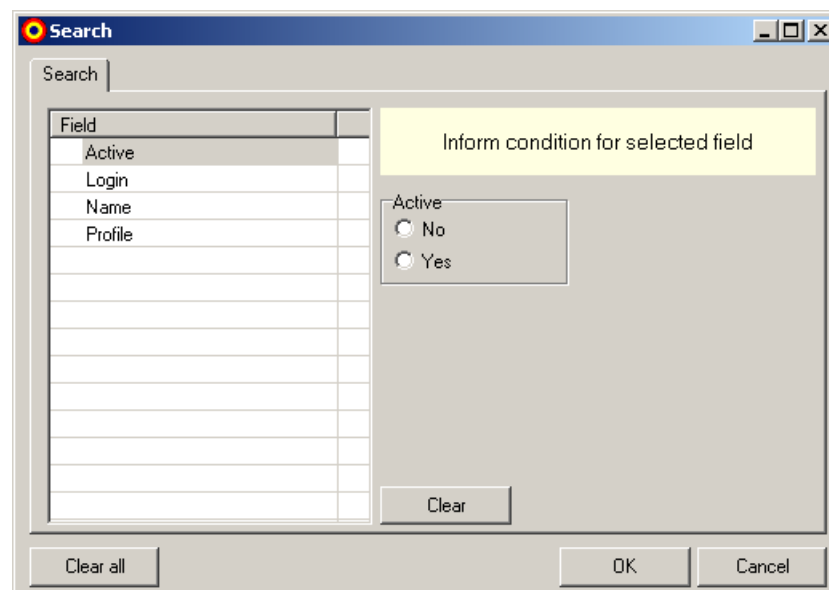 Search
Search
Field
Active
Login
Name
Profile
Inform condition for selected field
Active
No
Yes
Clear
Clear all
OK
Cancel